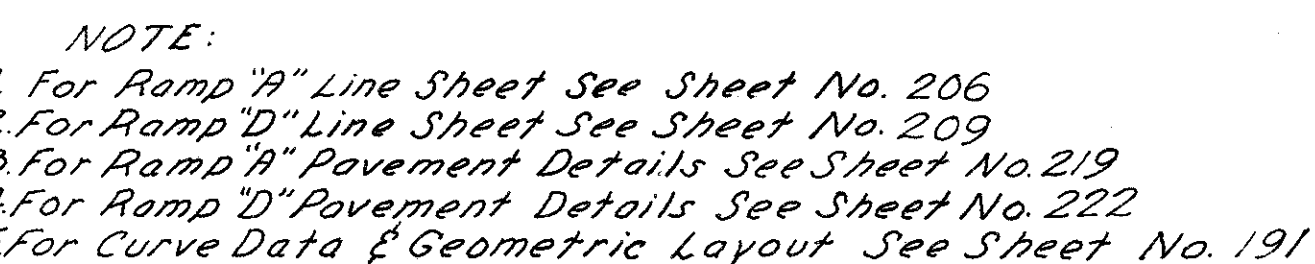 NOTE:
. For Ramp "A" Line Sheet See Sheet No. 206
2. For Ramp "D" Line Sheet See Sheet No. 209
3. For Ramp "A" Pavement Details See Sheet No. 219
. For Ramp "D" Pavement Details See Sheet No. 222
. For Curve Data & Geometric Layout See Sheet No. 191